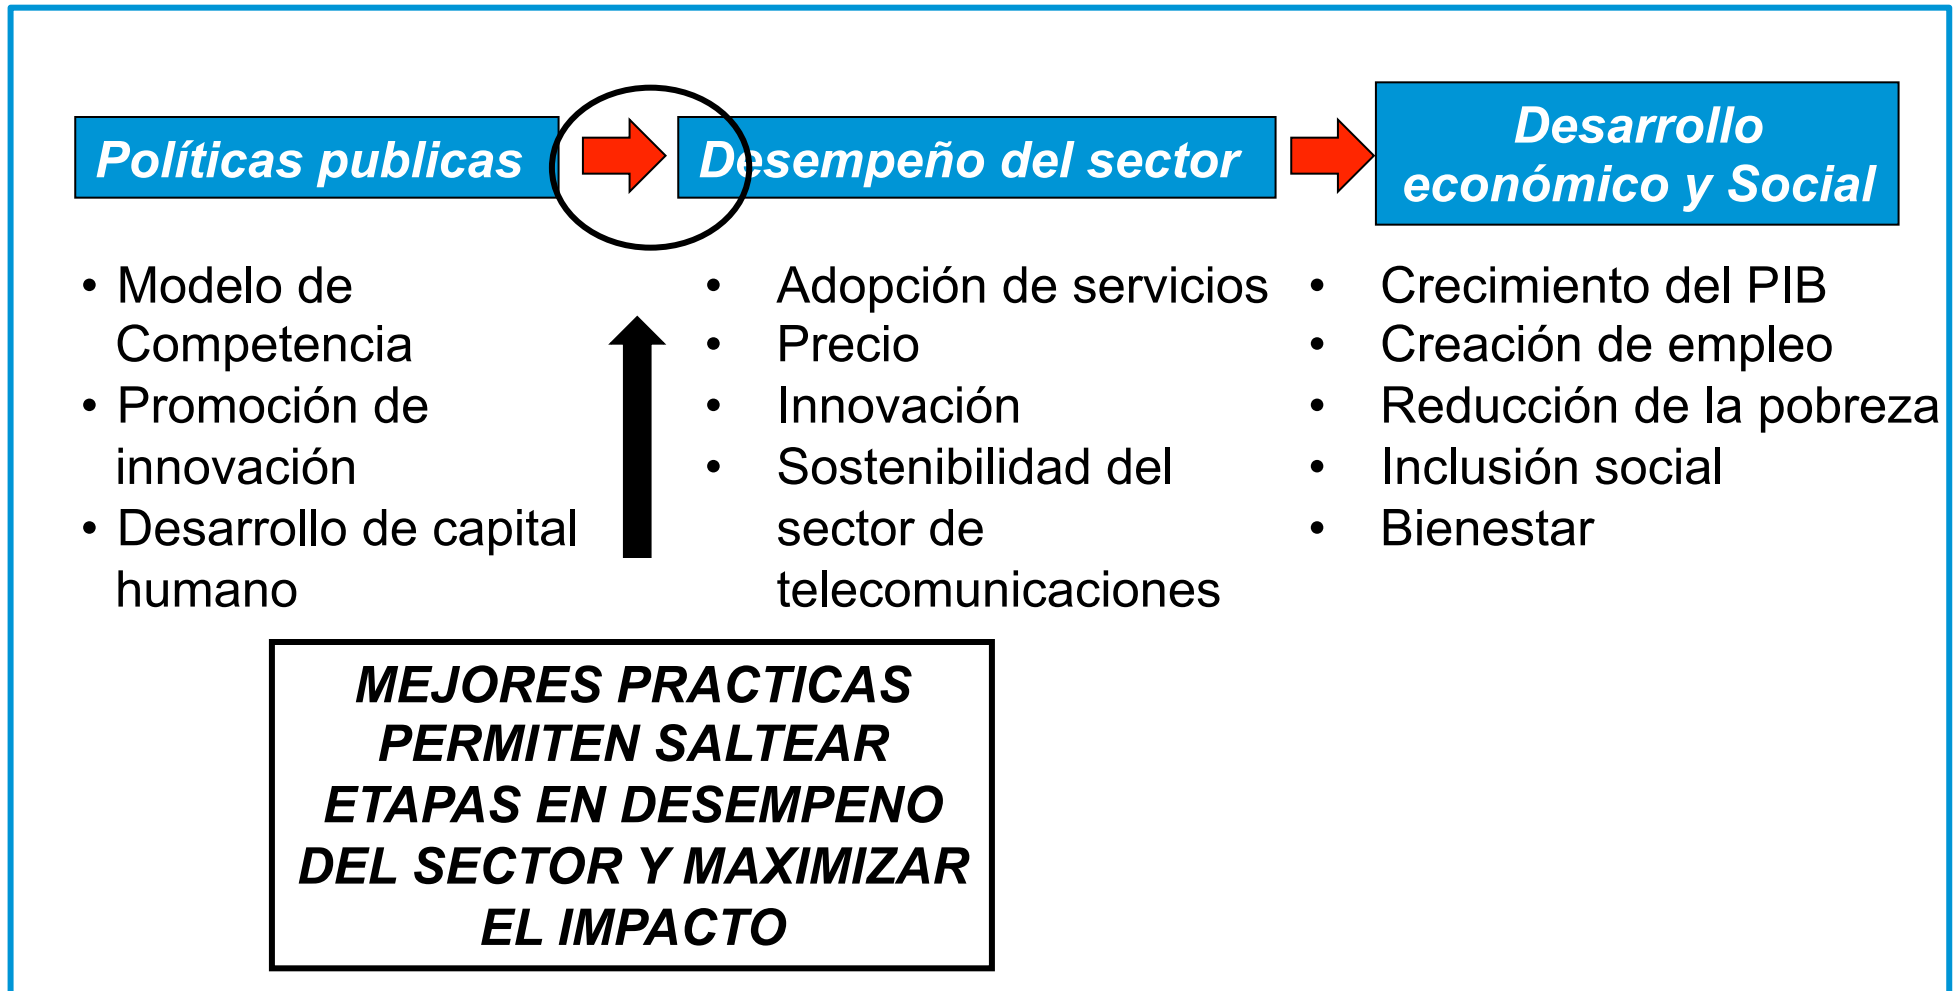 Políticas publicas
Desempeño del sector
Desarrollo
económico y Social
• Modelo de
Competencia
• Promoción de
innovación
• Desarrollo de capital
humano
• Adopción de servicios
• Precio
• Innovación
• Sostenibilidad del
sector de
telecomunicaciones
• Crecimiento del PIB
• Creación de empleo
• Reducción de la pobreza
• Inclusión social
• Bienestar
MEJORES PRACTICAS
PERMITEN SALTEAR
ETAPAS EN DESEMPENO
DEL SECTOR Y MAXIMIZAR
EL IMPACTO